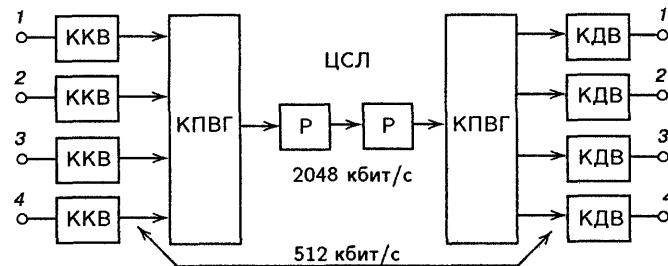 1 ККВ КДВ 1
ЦСЛ
2 ККВ КДВ 2
КПВГ Р Р КПВГ
3 ККВ КДВ 3
2048 кбит/с
4 ККВ КДВ 4
512 кбит/с